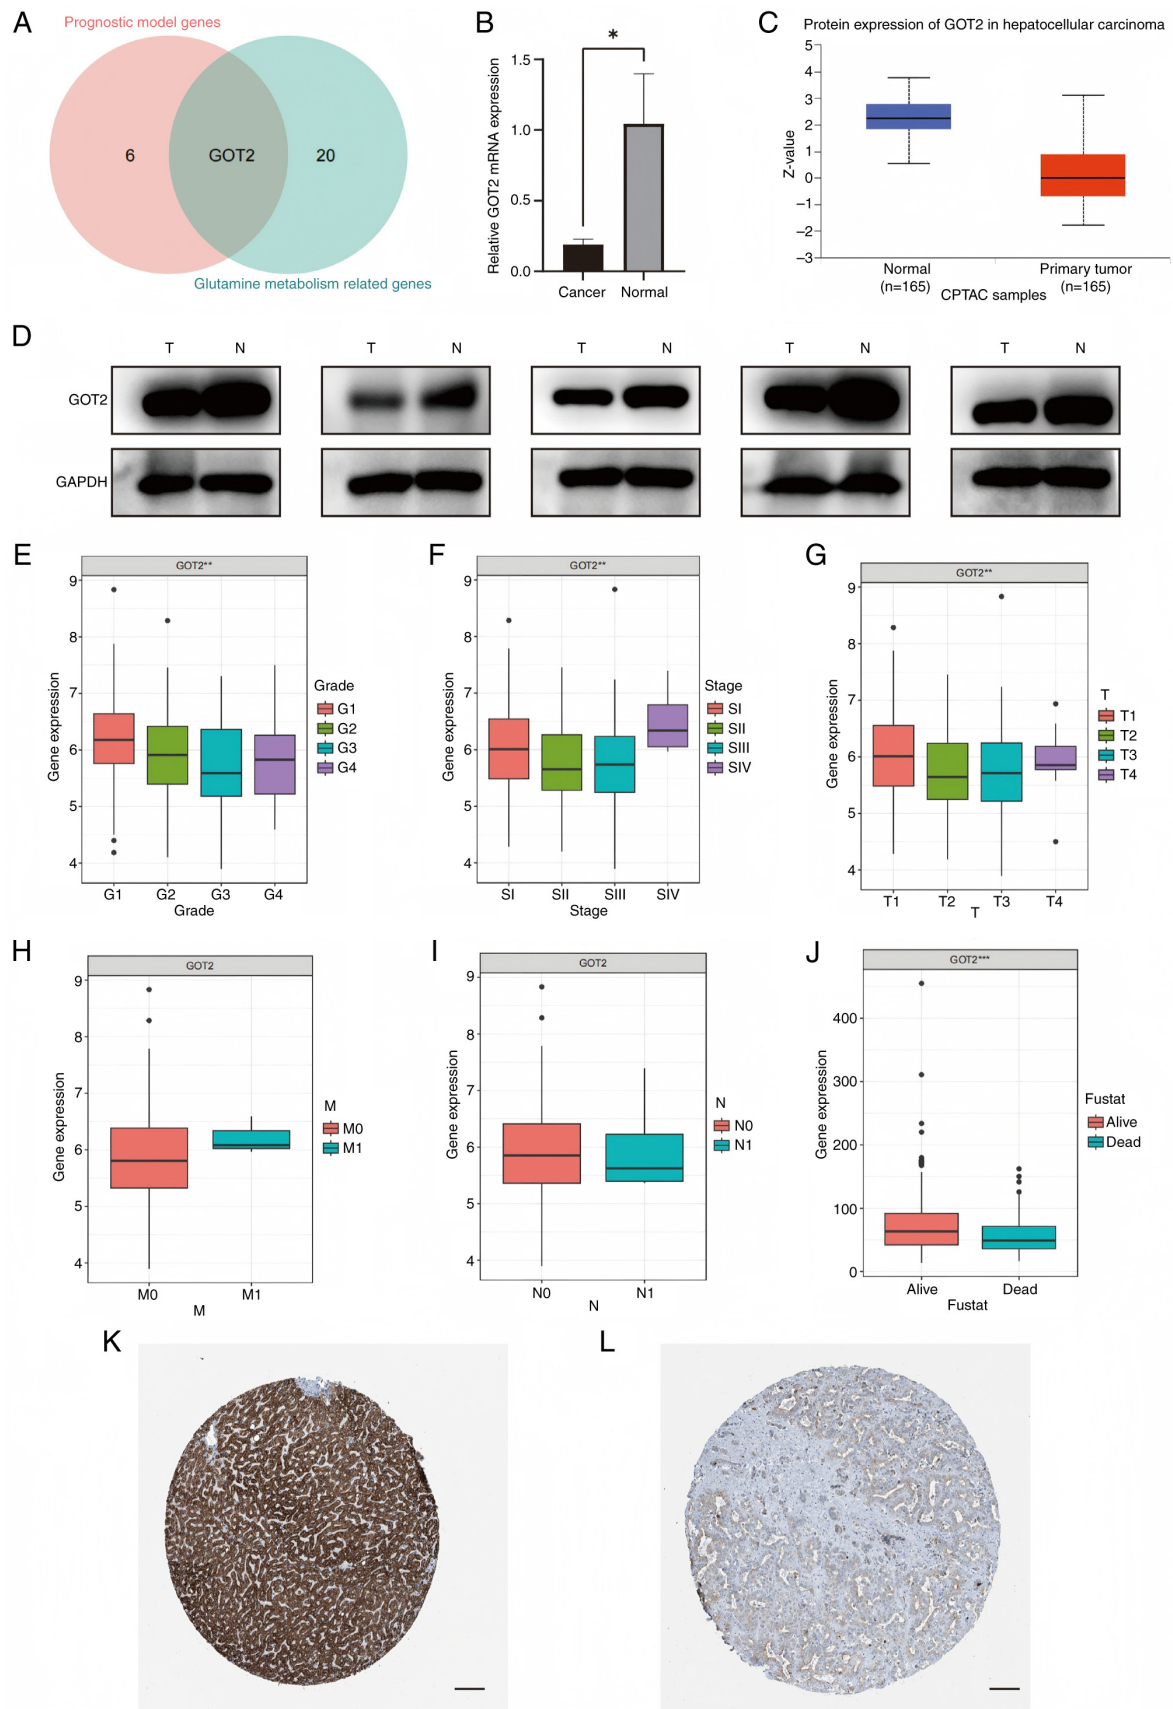 A
Prognostic model genes
6
GOT2
20
Glutamine metabolism related genes
B
*
Relative GOT2 mRNA expression
1.5
1.0
0.5
0.0
Cancer
Normal
C
Protein expression of GOT2 in hepatocellular carcinoma
Z-value
5
4
3
2
1
0
−1
−2
−3
Normal
(n=165)
Primary tumor
(n=165)
CPTAC samples
D
T N T N T N T N T N
GOT2
GAPDH
E
GOT2**
Gene expression
9
8
7
6
5
4
G1 G2 G3 G4
Grade
Grade
G1
G2
G3
G4
F
GOT2**
Gene expression
9
8
7
6
5
4
SI SII SIII SIV
Stage
Stage
SI
SII
SIII
SIV
G
GOT2**
Gene expression
9
8
7
6
5
4
T1 T2 T3 T4
T
T
T1
T2
T3
T4
H
GOT2
Gene expression
9
8
7
6
5
4
M0 M1
M
M
M0
M1
I
GOT2
Gene expression
9
8
7
6
5
4
N0 N1
N
N
N0
N1
J
GOT2***
Gene expression
400
300
200
100
0
Alive Dead
Fustat
Fustat
Alive
Dead
K
L